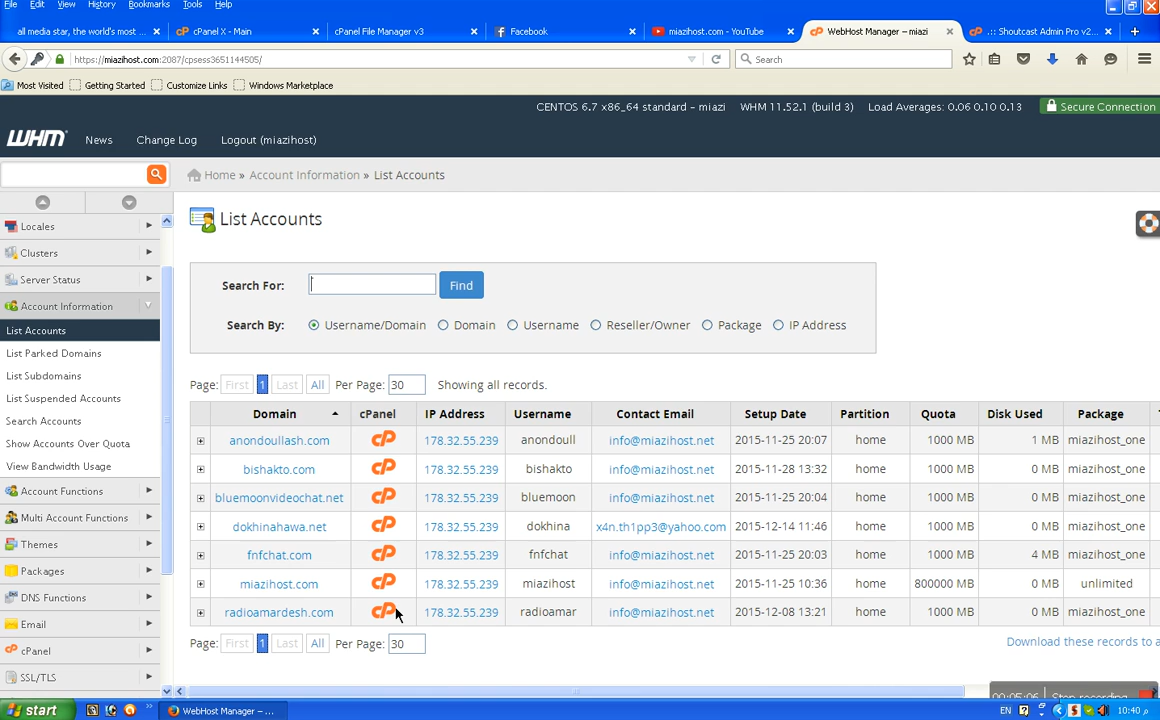 File Edit View History Bookmarks Tools Help
all media star, the world's most ... × cPanel X - Main × cPanel File Manager v3 × Facebook × miazihost.com - YouTube × WebHost Manager – miazi × .:: Shoutcast Admin Pro v2... × +
https://miazihost.com:2087/cpsess3651144505/ Search
Most Visited Getting Started Customize Links Windows Marketplace
CENTOS 6.7 x86_64 standard – miazi WHM 11.52.1 (build 3) Load Averages: 0.06 0.10 0.13 Secure Connection
WHM News Change Log Logout (miazihost)
Home » Account Information » List Accounts
Locales
Clusters
Server Status
Account Information
List Accounts
List Parked Domains
List Subdomains
List Suspended Accounts
Search Accounts
Show Accounts Over Quota
View Bandwidth Usage
Account Functions
Multi Account Functions
Themes
Packages
DNS Functions
Email
cPanel
SSL/TLS
List Accounts
Search For: Find
Search By: Username/Domain Domain Username Reseller/Owner Package IP Address
Page: First 1 Last All Per Page: 30 Showing all records.
Domain cPanel IP Address Username Contact Email Setup Date Partition Quota Disk Used Package
anondoullash.com cP 178.32.55.239 anondoull info@miazihost.net 2015-11-25 20:07 home 1000 MB 1 MB miazihost_one
bishakto.com cP 178.32.55.239 bishakto info@miazihost.net 2015-11-28 13:32 home 1000 MB 0 MB miazihost_one
bluemoonvideochat.net cP 178.32.55.239 bluemoon info@miazihost.net 2015-11-25 20:04 home 1000 MB 0 MB miazihost_one
dokhinahawa.net cP 178.32.55.239 dokhina x4n.th1pp3@yahoo.com 2015-12-14 11:46 home 1000 MB 0 MB miazihost_one
fnfchat.com cP 178.32.55.239 fnfchat info@miazihost.net 2015-11-25 20:03 home 1000 MB 4 MB miazihost_one
miazihost.com cP 178.32.55.239 miazihost info@miazihost.net 2015-11-25 10:36 home 800000 MB 0 MB unlimited
radioamardesh.com cP 178.32.55.239 radioamar info@miazihost.net 2015-12-08 13:21 home 1000 MB 0 MB miazihost_one
Page: First 1 Last All Per Page: 30
Download these records to a
00:05:06 Stop recording
start WebHost Manager – ... EN 10:40 م